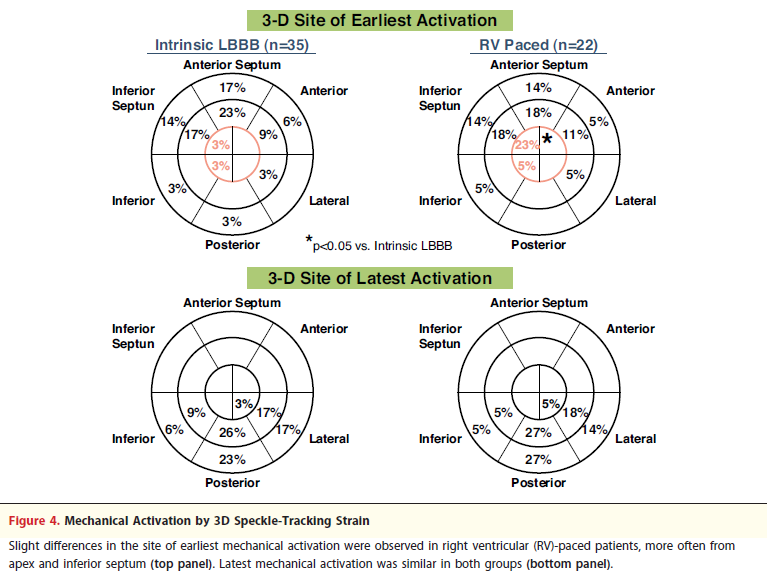 3-D Site of Earliest Activation
Intrinsic LBBB (n=35)
RV Paced (n=22)
Anterior Septum
Inferior
Septun
Anterior
17%
14%
6%
23%
17%
9%
3%
3%
3%
3%
3%
Inferior
Lateral
Posterior
Anterior Septum
Inferior
Septun
Anterior
14%
14%
5%
18%
18%
11%
23%
*
5%
5%
5%
Inferior
Lateral
Posterior
*p<0.05 vs. Intrinsic LBBB
3-D Site of Latest Activation
Anterior Septum
Inferior
Septun
Anterior
3%
9%
17%
6%
26%
17%
23%
Inferior
Lateral
Posterior
Anterior Septum
Inferior
Septun
Anterior
5%
5%
18%
5%
27%
14%
27%
Inferior
Lateral
Posterior
Figure 4. Mechanical Activation by 3D Speckle-Tracking Strain
Slight differences in the site of earliest mechanical activation were observed in right ventricular (RV)-paced patients, more often from
apex and inferior septum (top panel). Latest mechanical activation was similar in both groups (bottom panel).